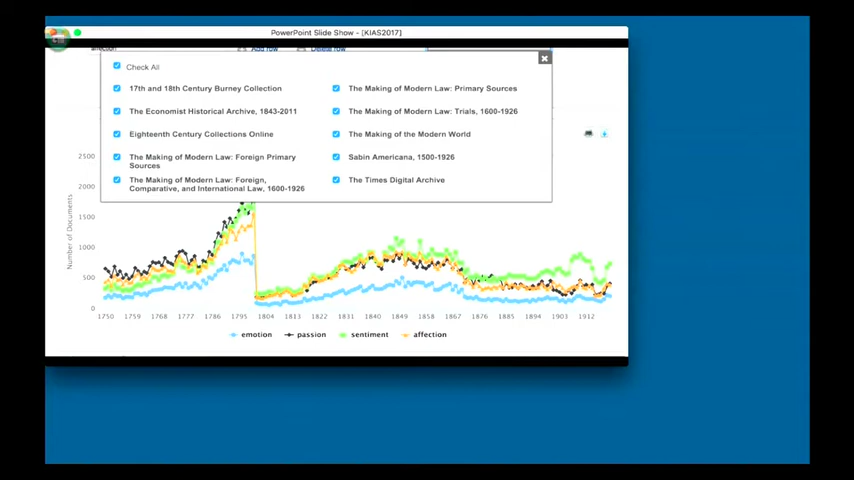 PowerPoint Slide Show - [KIAS2017]
affection
Add row
Delete row
Check All
17th and 18th Century Burney Collection
The Making of Modern Law: Primary Sources
The Economist Historical Archive, 1843-2011
The Making of Modern Law: Trials, 1600-1926
Eighteenth Century Collections Online
The Making of the Modern World
The Making of Modern Law: Foreign Primary
Sources
Sabin Americana, 1500-1926
The Making of Modern Law: Foreign,
Comparative, and International Law, 1600-1926
The Times Digital Archive
Number of Documents
2500
2000
1500
1000
500
0
1750 1759 1768 1777 1786 1795 1804 1813 1822 1831 1840 1849 1858 1867 1876 1885 1894 1903 1912
emotion passion sentiment affection